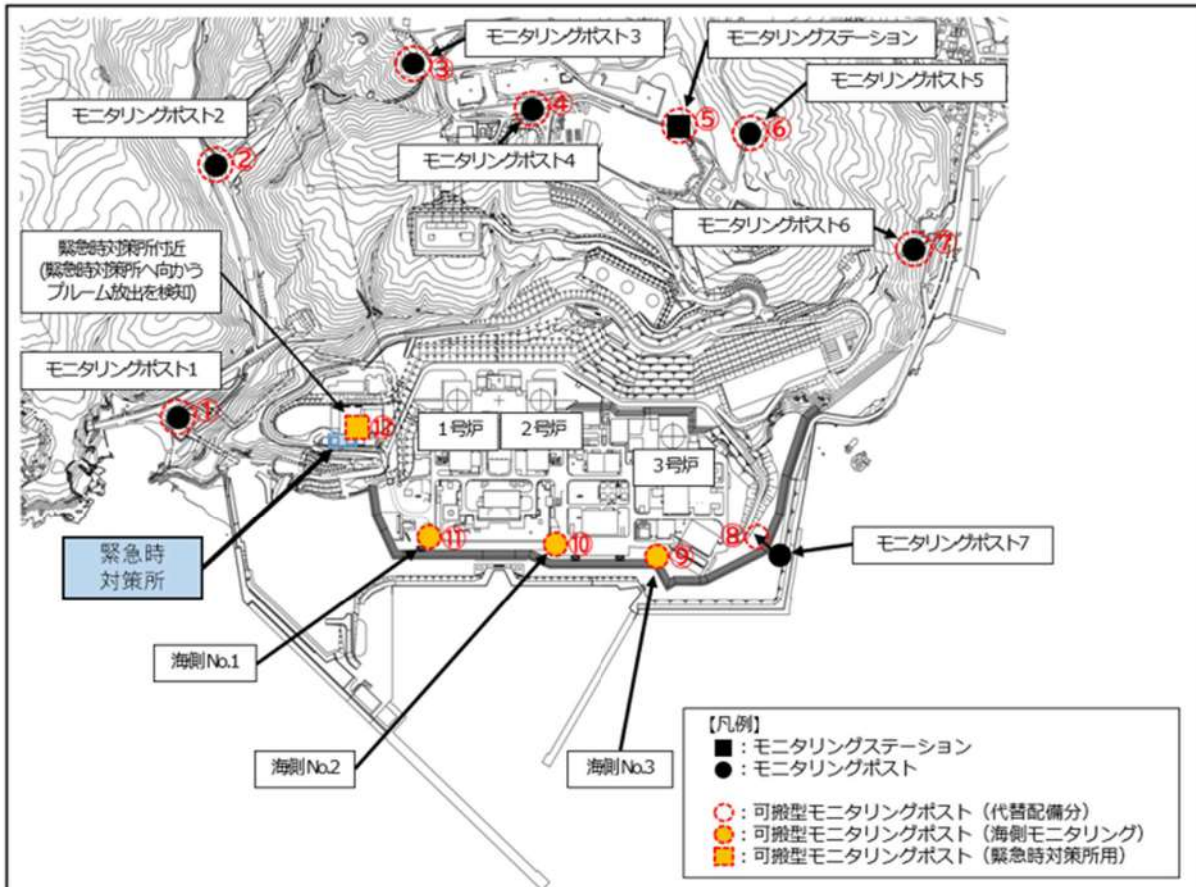 モニタリングポスト3
モニタリングステーション
③
モニタリングポスト5
モニタリングポスト2
④
⑤
⑥
②
モニタリングポスト4
モニタリングポスト6
緊急時対策所付近
(緊急時対策所へ向かう
プルーム放出を検知)
⑦
モニタリングポスト1
①
⑫
1号炉
2号炉
3号炉
⑪
⑩
⑨
⑧
モニタリングポスト7
緊急時
対策所
海側No.1
海側No.2
海側No.3
【凡例】
■：モニタリングステーション
●：モニタリングポスト
：可搬型モニタリングポスト（代替配備分）
：可搬型モニタリングポスト（海側モニタリング）
：可搬型モニタリングポスト（緊急時対策所用）